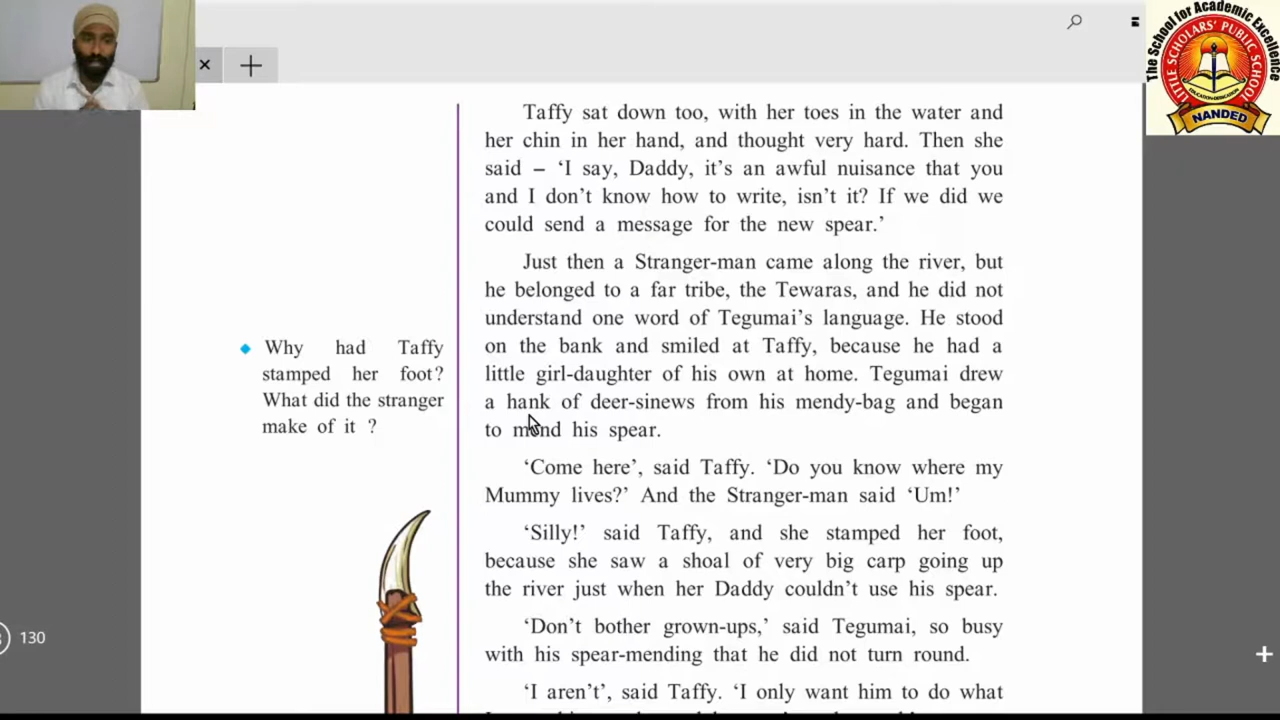 The School for Academic Excellence
LITTLE SCHOLARS' PUBLIC SCHOOL
EDUCATION·DEDICATION
NANDED
Taffy sat down too, with her toes in the water and
her chin in her hand, and thought very hard. Then she
said – ‘I say, Daddy, it’s an awful nuisance that you
and I don’t know how to write, isn’t it? If we did we
could send a message for the new spear.’
Just then a Stranger-man came along the river, but
he belonged to a far tribe, the Tewaras, and he did not
understand one word of Tegumai’s language. He stood
on the bank and smiled at Taffy, because he had a
little girl-daughter of his own at home. Tegumai drew
a hank of deer-sinews from his mendy-bag and began
to mend his spear.
Why had Taffy
stamped her foot?
What did the stranger
make of it ?
‘Come here’, said Taffy. ‘Do you know where my
Mummy lives?’ And the Stranger-man said ‘Um!’
‘Silly!’ said Taffy, and she stamped her foot,
because she saw a shoal of very big carp going up
the river just when her Daddy couldn’t use his spear.
‘Don’t bother grown-ups,’ said Tegumai, so busy
with his spear-mending that he did not turn round.
‘I aren’t’, said Taffy. ‘I only want him to do what
130